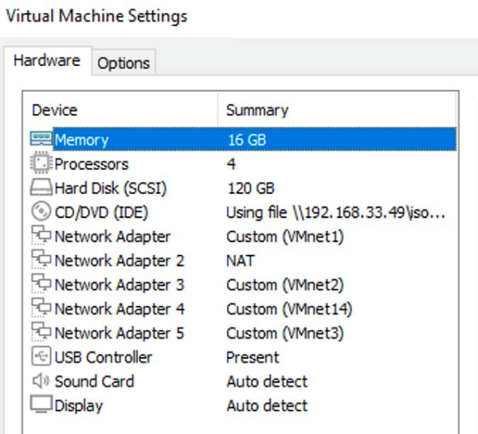 Virtual Machine Settings
Hardware Options
Device Summary
Memory 16 GB
Processors 4
Hard Disk (SCSI) 120 GB
CD/DVD (IDE) Using file \\192.168.33.49\iso...
Network Adapter Custom (VMnet1)
Network Adapter 2 NAT
Network Adapter 3 Custom (VMnet2)
Network Adapter 4 Custom (VMnet14)
Network Adapter 5 Custom (VMnet3)
USB Controller Present
Sound Card Auto detect
Display Auto detect